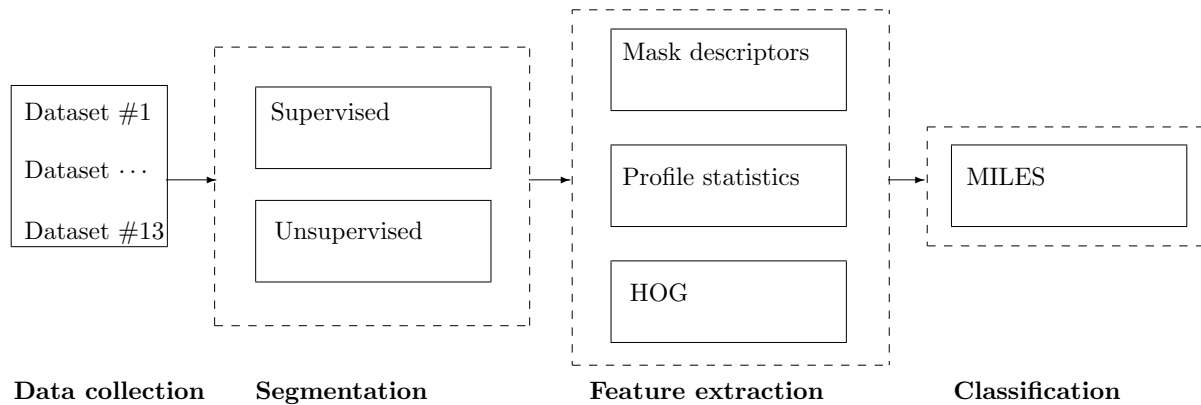 Dataset #1
Dataset ⋯
Dataset #13
Supervised
Unsupervised
Mask descriptors
Profile statistics
HOG
MILES
Data collection
Segmentation
Feature extraction
Classification